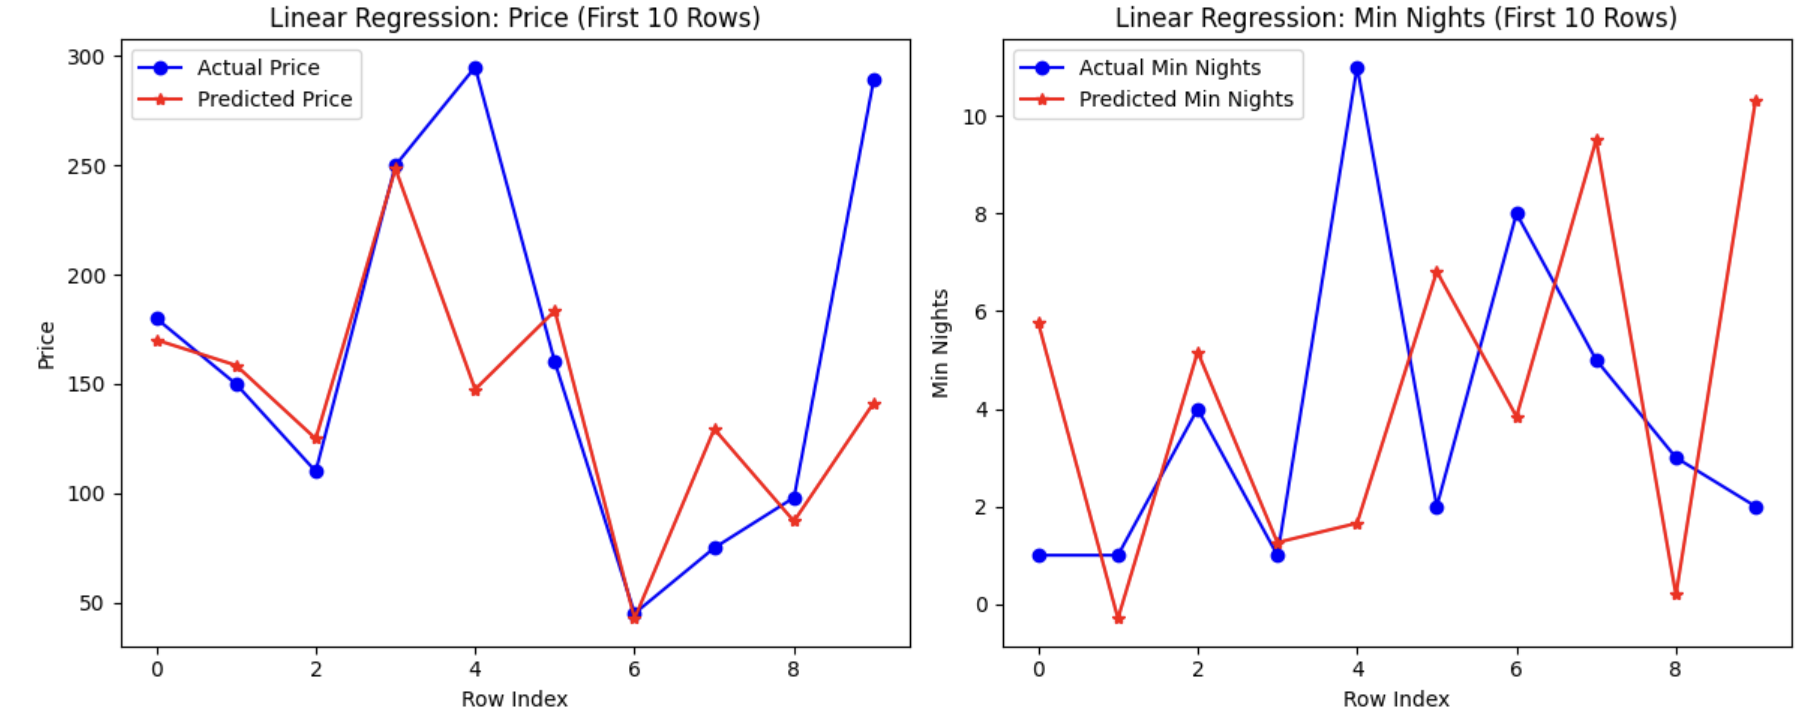 Linear Regression: Price (First 10 Rows)
Actual Price
Predicted Price
300
250
200
150
100
50
Price
0 2 4 6 8
Row Index
Linear Regression: Min Nights (First 10 Rows)
Actual Min Nights
Predicted Min Nights
10
8
6
4
2
0
Min Nights
0 2 4 6 8
Row Index